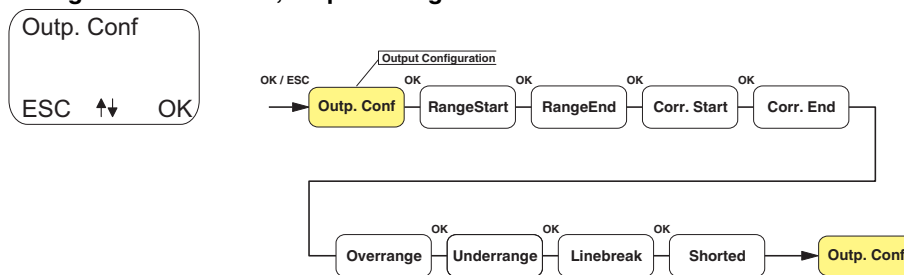 Outp. Conf
ESC OK
Output Configuration
OK / ESC OK OK OK OK
Outp. Conf RangeStart RangeEnd Corr. Start Corr. End
OK OK OK
Overrange Underrange Linebreak Shorted Outp. Conf